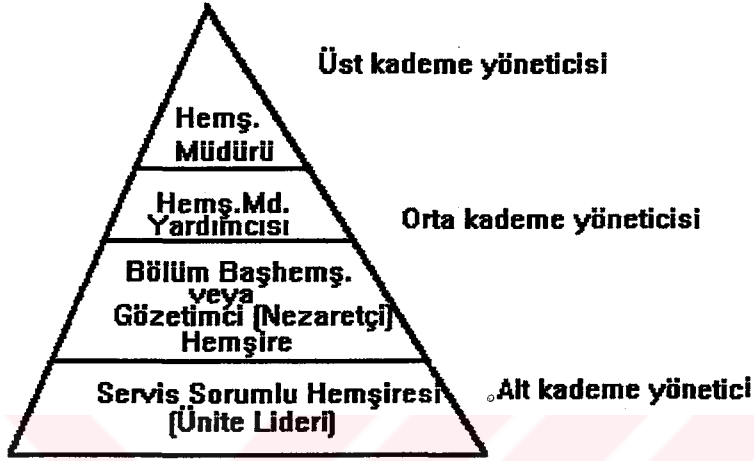 Üst kademe yöneticisi
Hemş.
Müdürü
Hemş.Md.
Yardımcısı
Orta kademe yöneticisi
Bölüm Başhemş.
veya
Gözetimci (Nezaretçi)
Hemşire
Servis Sorumlu Hemşiresi
(Ünite Lideri)
Alt kademe yönetici